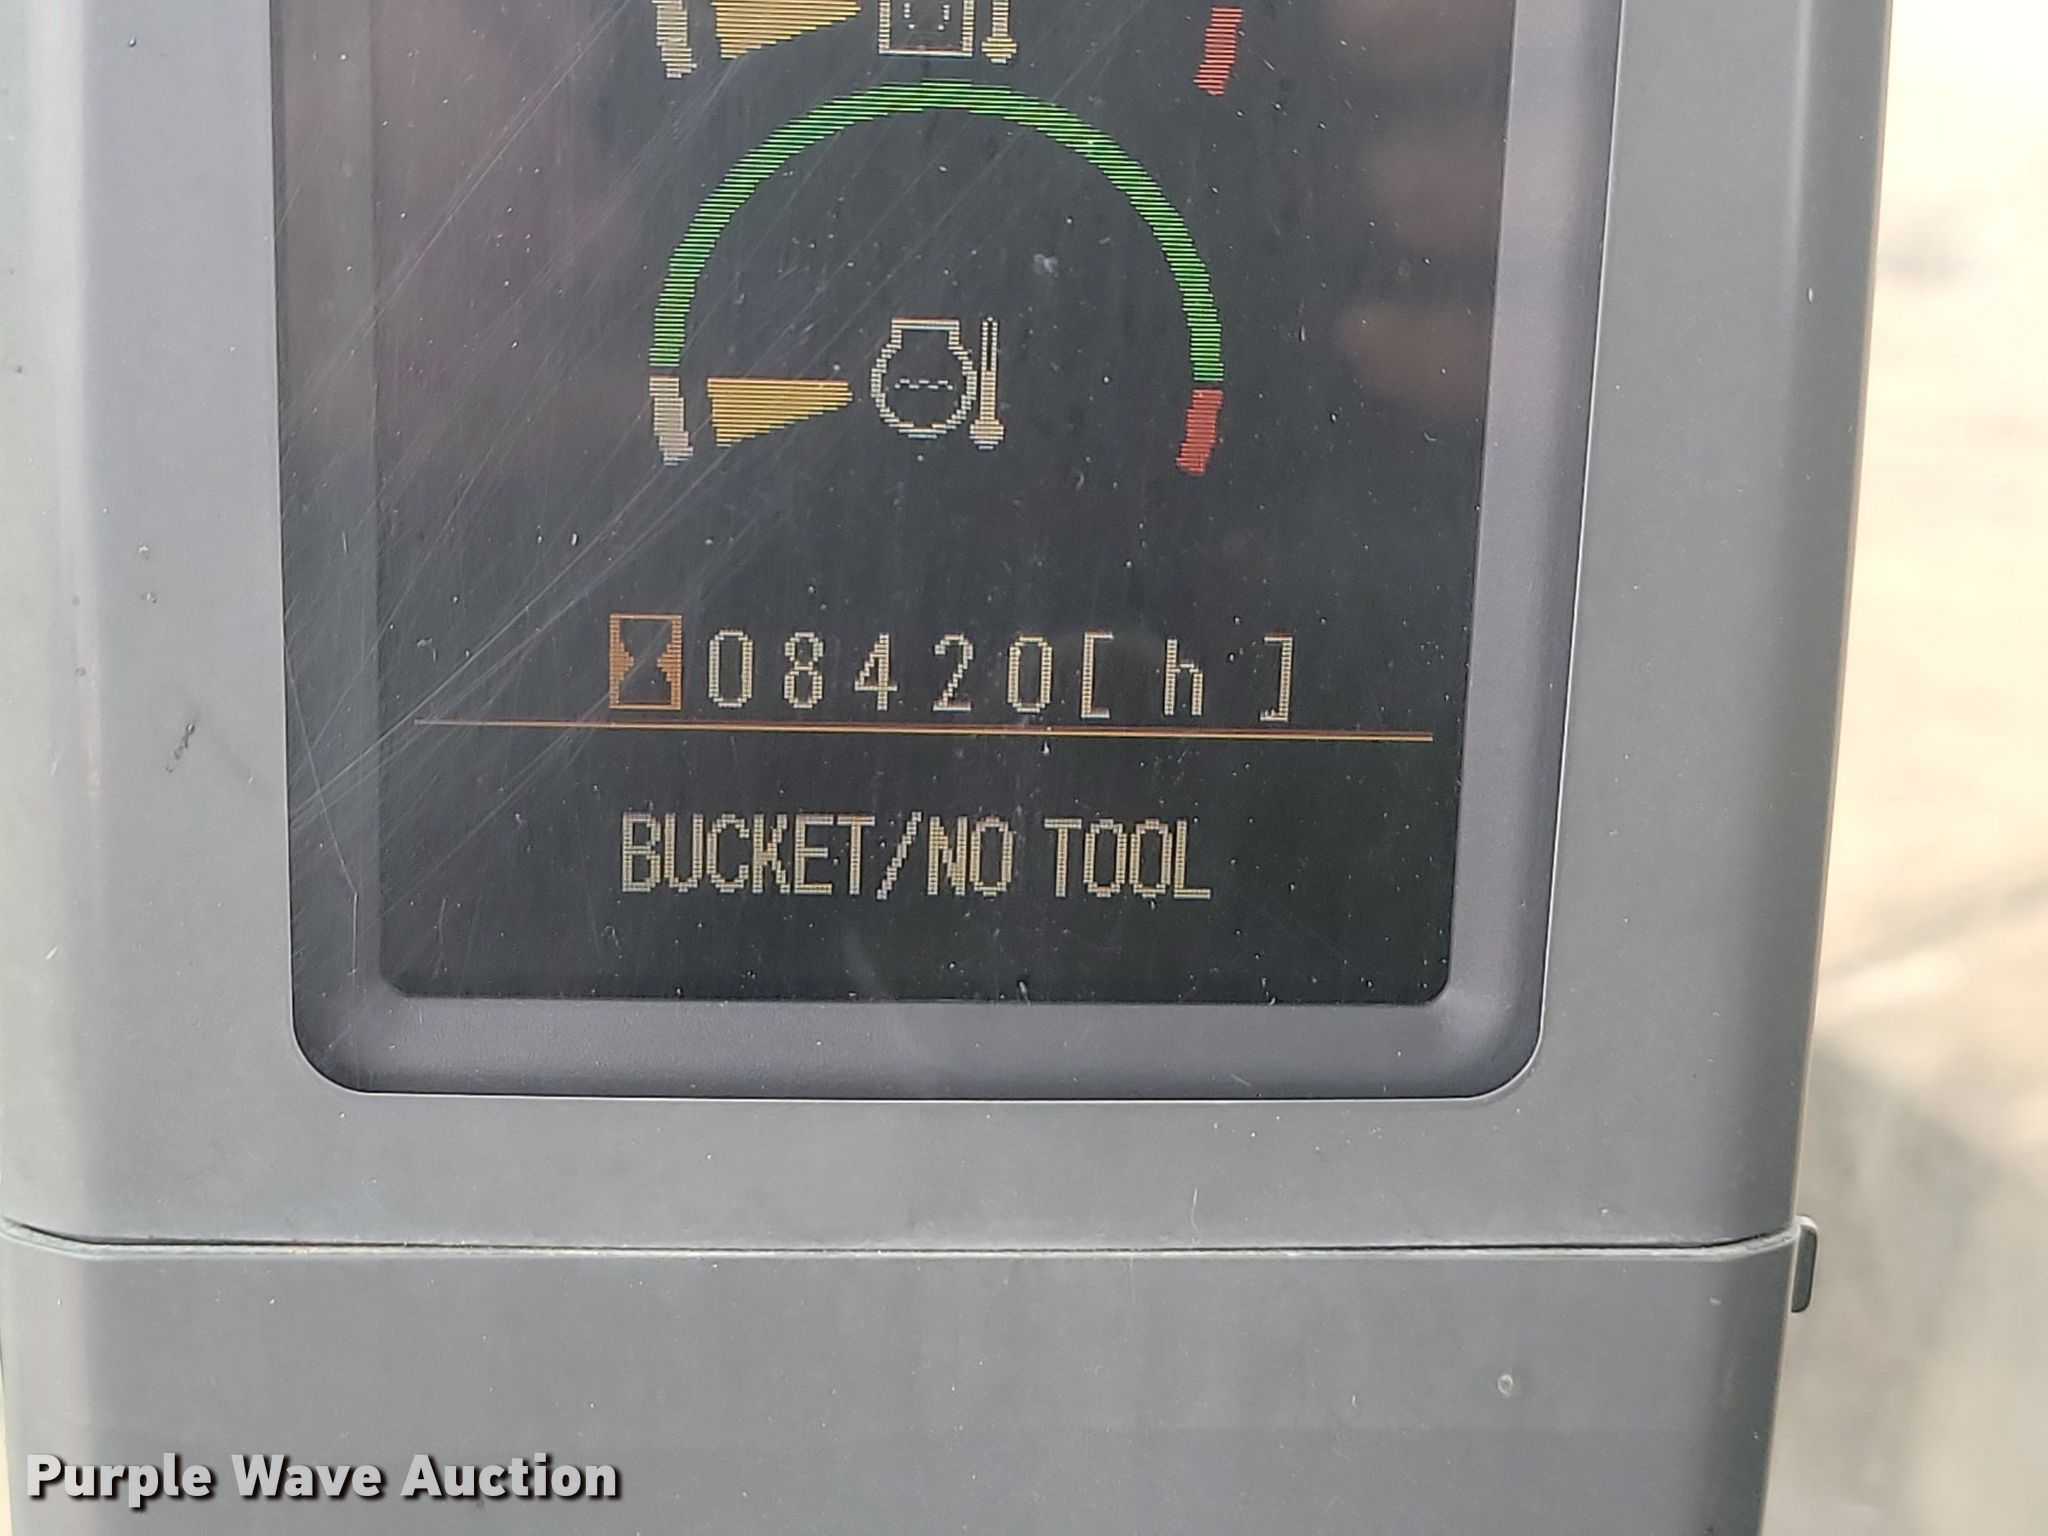 08420[h]
BUCKET/NO TOOL
Purple Wave Auction